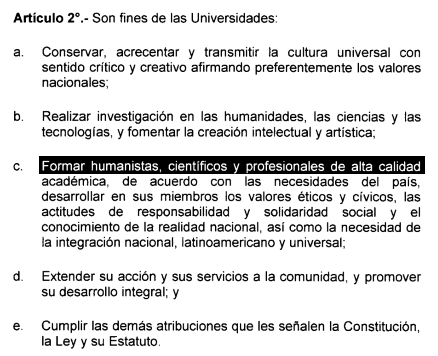 Artículo 2°.- Son fines de las Universidades:
a. Conservar, acrecentar y transmitir la cultura universal con
sentido crítico y creativo afirmando preferentemente los valores
nacionales;
b. Realizar investigación en las humanidades, las ciencias y las
tecnologías, y fomentar la creación intelectual y artística;
c. Formar humanistas, científicos y profesionales de alta calidad
académica, de acuerdo con las necesidades del país,
desarrollar en sus miembros los valores éticos y cívicos, las
actitudes de responsabilidad y solidaridad social y el
conocimiento de la realidad nacional, así como la necesidad de
la integración nacional, latinoamericano y universal;
d. Extender su acción y sus servicios a la comunidad, y promover
su desarrollo integral; y
e. Cumplir las demás atribuciones que les señalen la Constitución,
la Ley y su Estatuto.